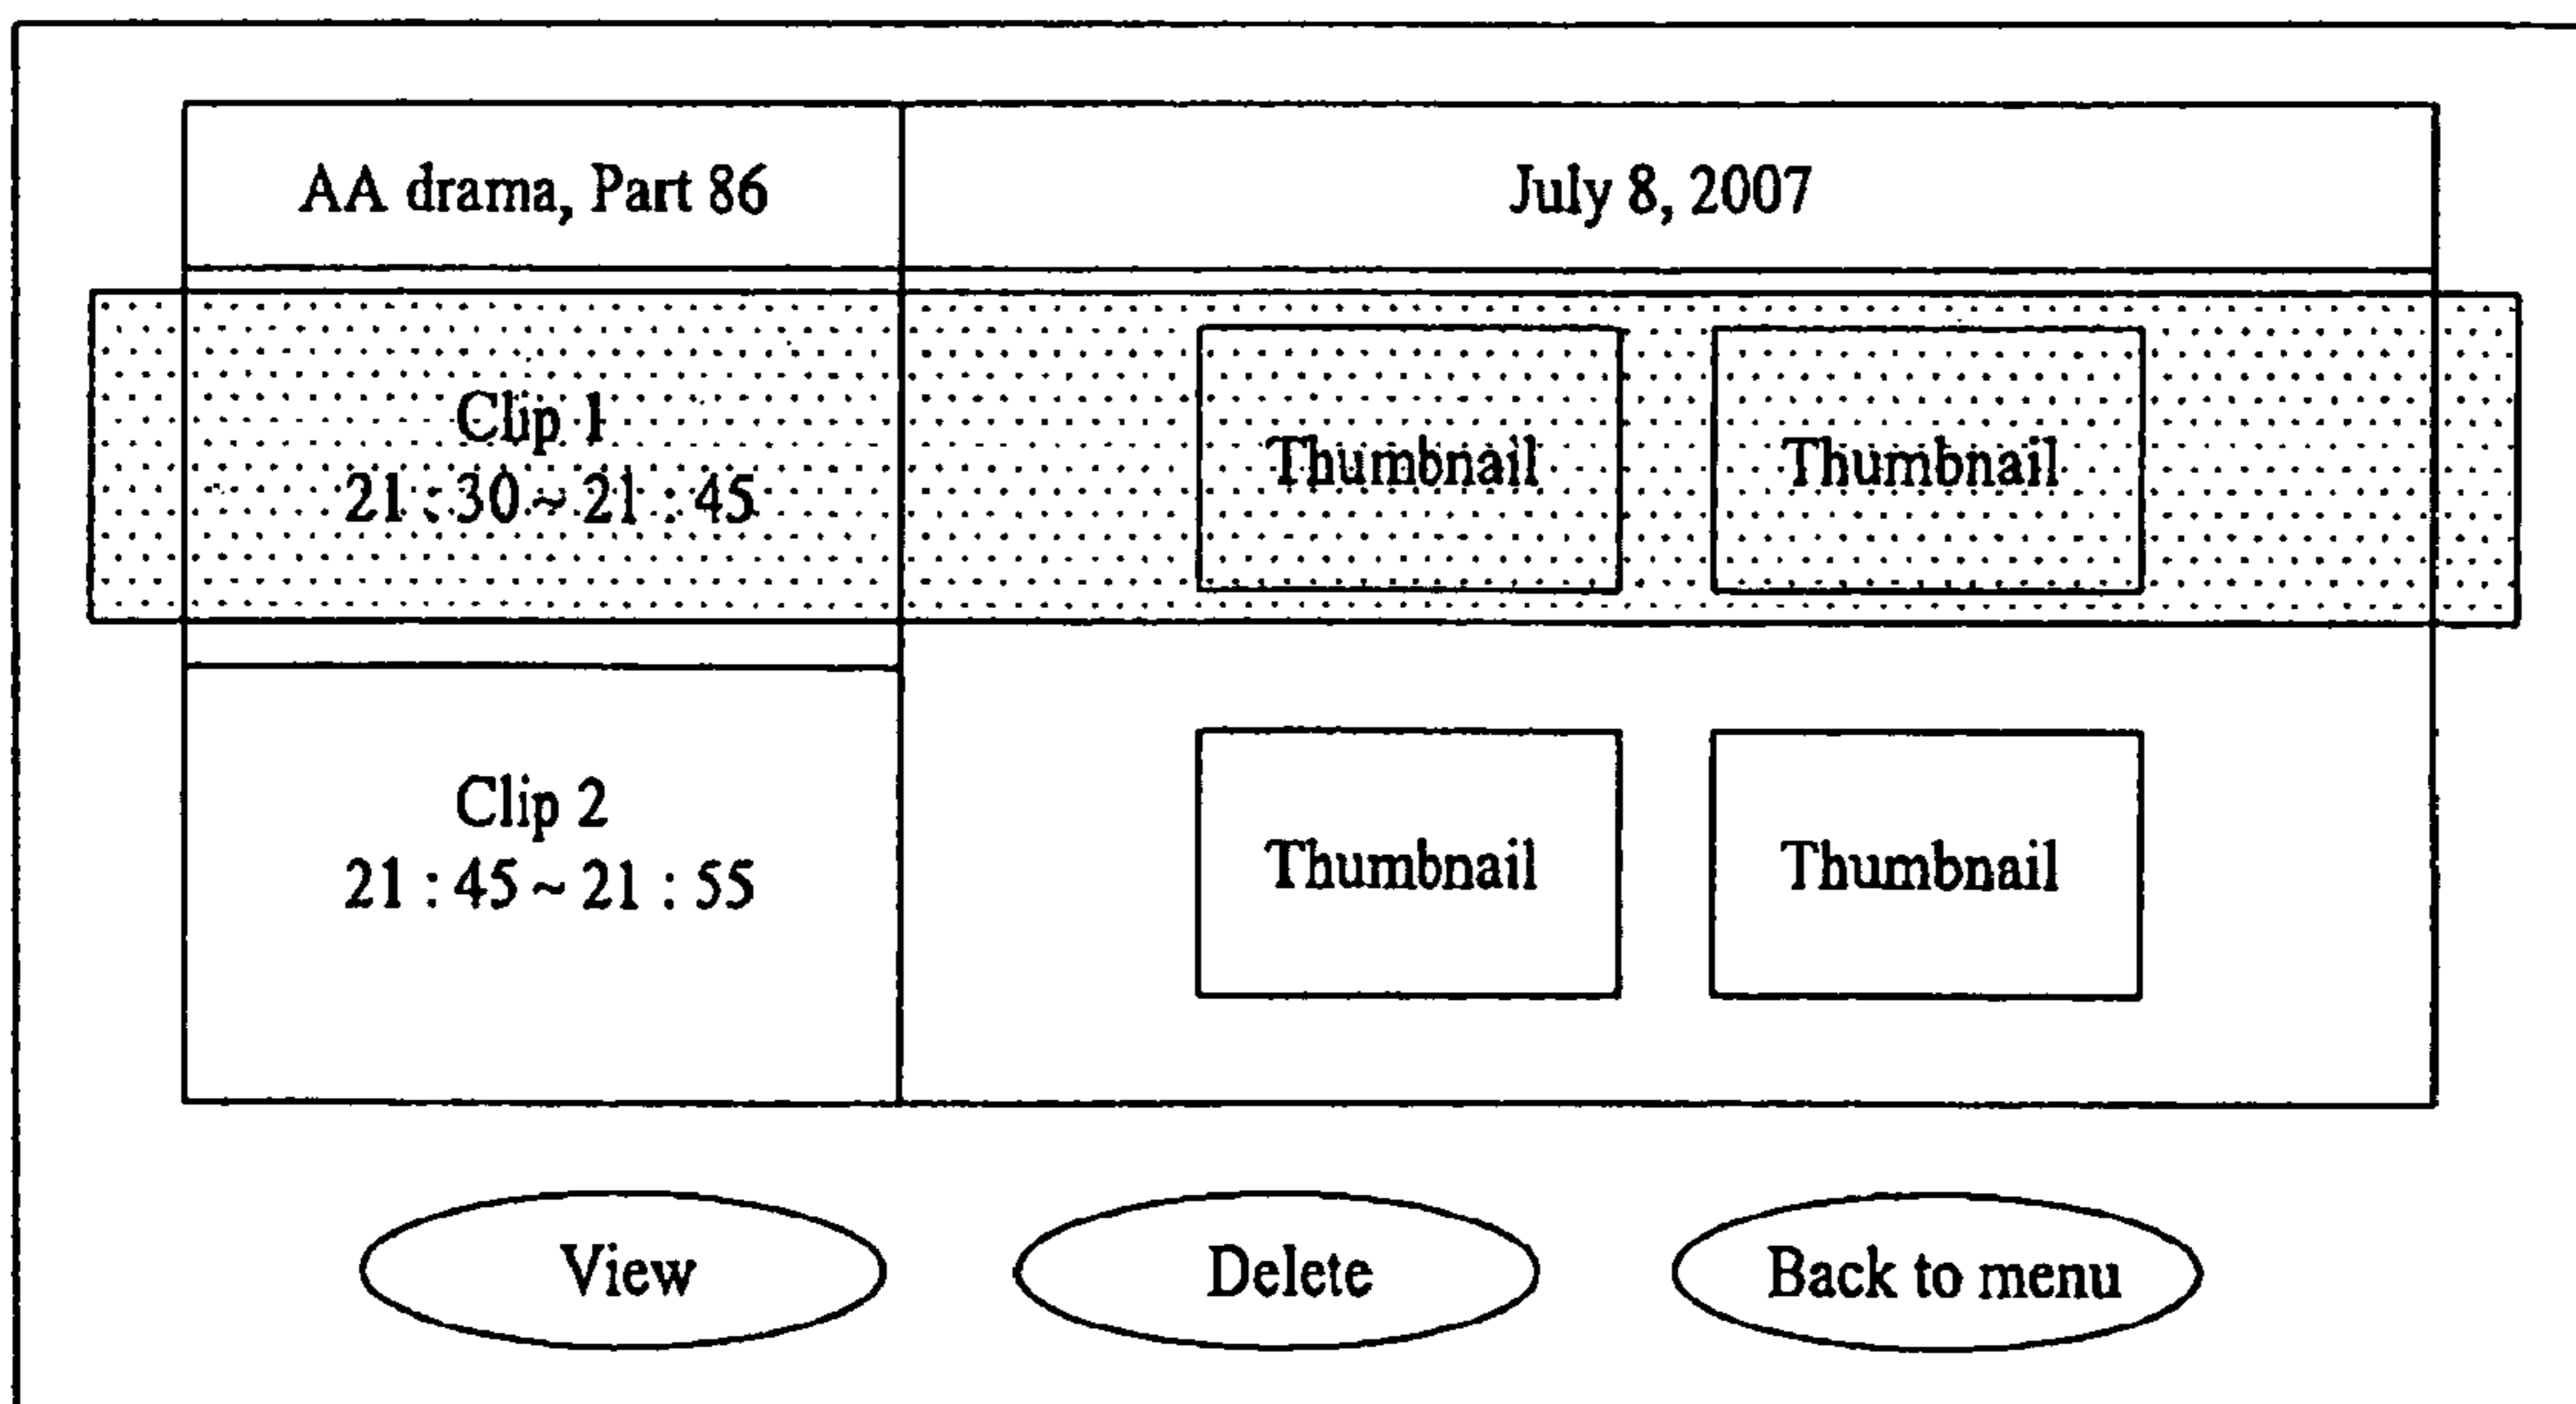 AA drama, Part 86
July 8, 2007
Clip 1
21 : 30 ~ 21 : 45
Thumbnail
Thumbnail
Clip 2
21 : 45 ~ 21 : 55
Thumbnail
Thumbnail
View
Delete
Back to menu